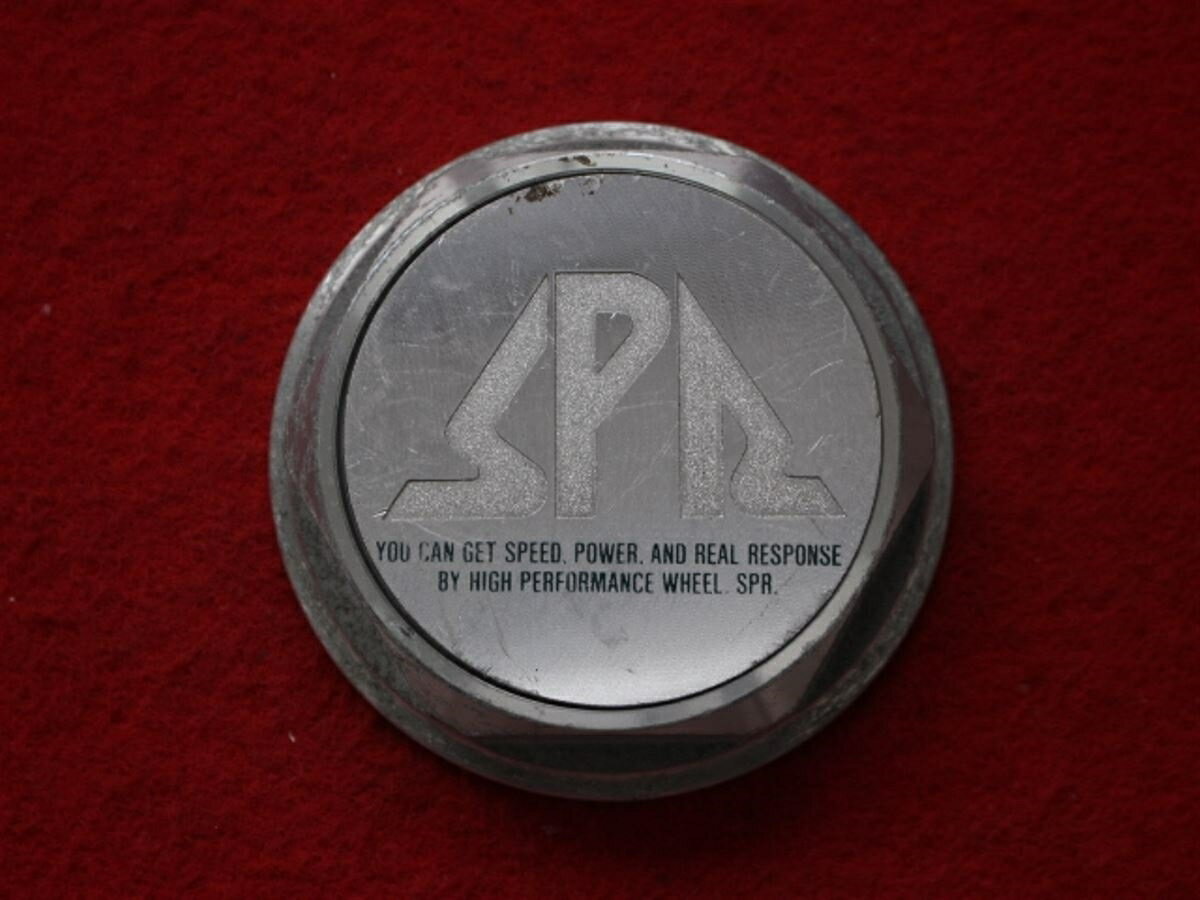 SPR
YOU CAN GET SPEED, POWER, AND REAL RESPONSE
BY HIGH PERFORMANCE WHEEL. SPR.